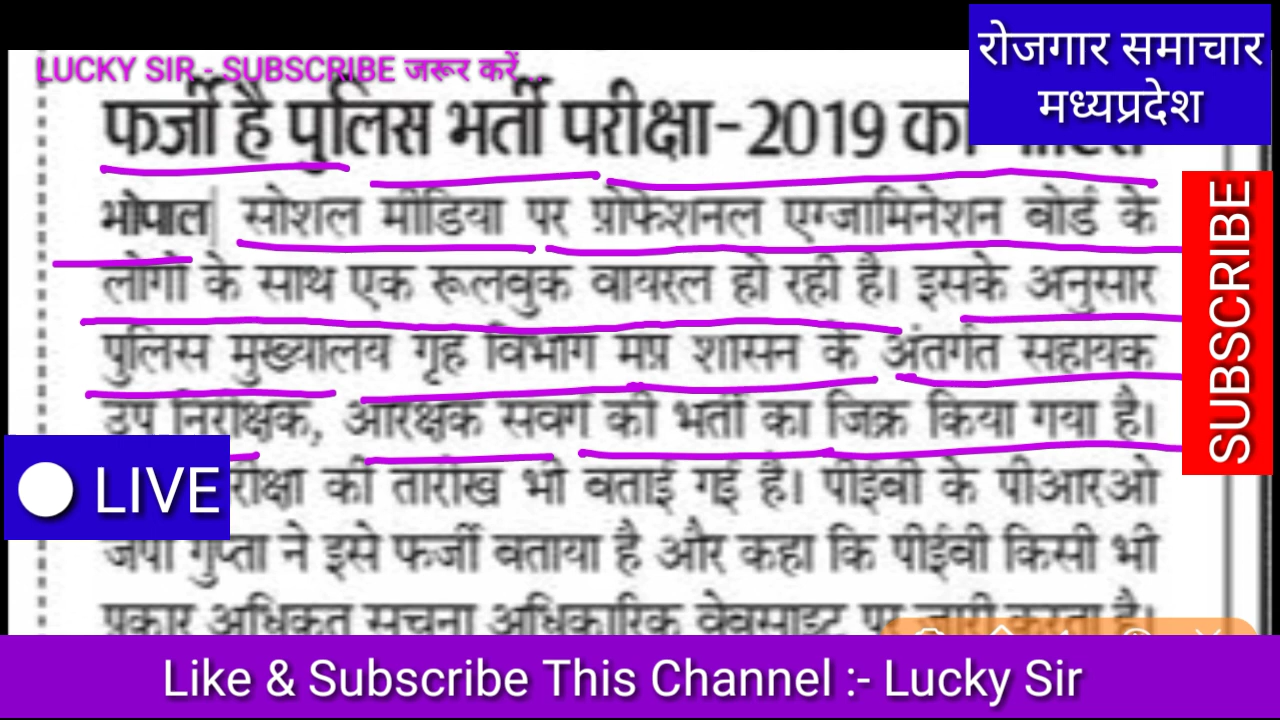 रोजगार समाचार
मध्यप्रदेश
LUCKY SIR - SUBSCRIBE जरूर करें...
फर्जी है पुलिस भर्ती परीक्षा-2019 का
भोपाल| सोशल मीडिया पर प्रोफेशनल एग्जामिनेशन बोर्ड के
लोगो के साथ एक रूलबुक वायरल हो रही है। इसके अनुसार
पुलिस मुख्यालय गृह विभाग मप्र शासन के अंतर्गत सहायक
उप निरीक्षक, आरक्षक संवर्ग की भर्ती का जिक्र किया गया है।
रीक्षा की तारीख भी बताई गई है। पीईबी के पीआरओ
जेपी गुप्ता ने इसे फर्जी बताया है और कहा कि पीईबी किसी भी
प्रकार अधिकृत सूचना अधिकारिक वेबसाइट पर जारी करता है।
SUBSCRIBE
LIVE
Like & Subscribe This Channel :- Lucky Sir